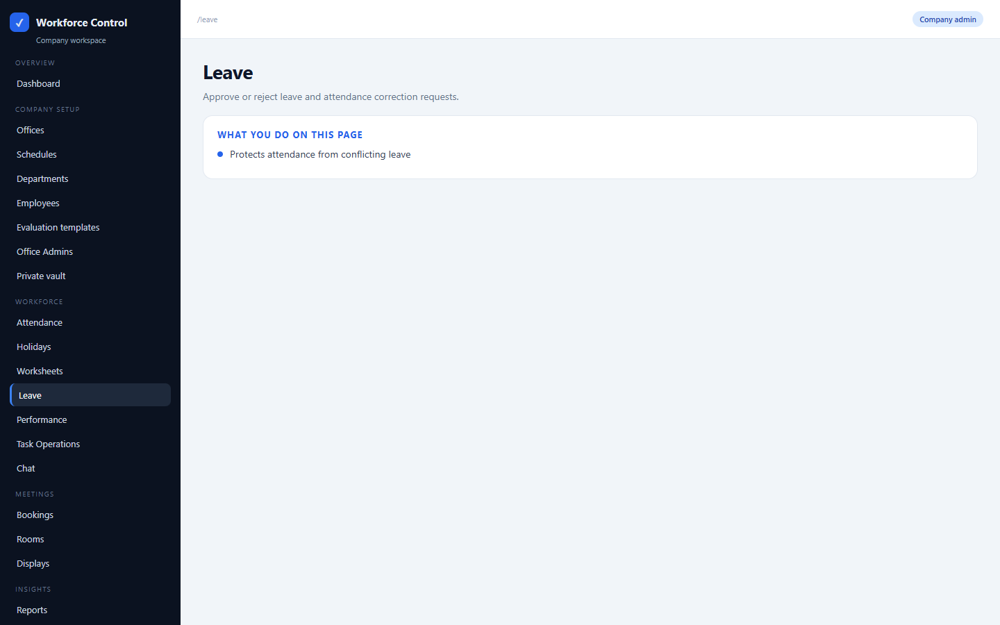 Workforce Control
Company workspace
OVERVIEW
Dashboard
COMPANY SETUP
Offices
Schedules
Departments
Employees
Evaluation templates
Office Admins
Private vault
WORKFORCE
Attendance
Holidays
Worksheets
Leave
Performance
Task Operations
Chat
MEETINGS
Bookings
Rooms
Displays
INSIGHTS
Reports
/leave
Company admin
Leave
Approve or reject leave and attendance correction requests.
WHAT YOU DO ON THIS PAGE
Protects attendance from conflicting leave